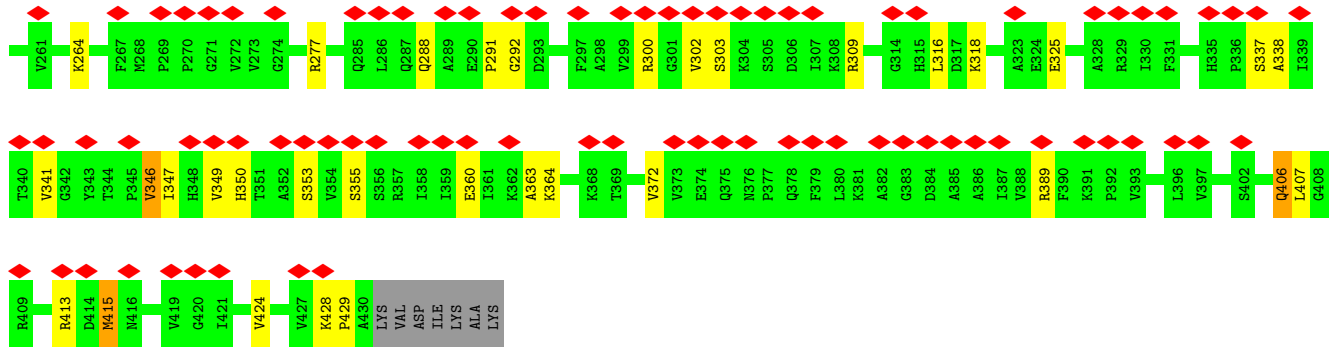 V261 K264 F267 M268 P269 P270 G271 V272 V273 G274 R277 Q285 L286 Q287 Q288 A289 E290 P291 G292 D293 F297 A298 V299 R300 G301 V302 S303 K304 S305 D306 I307 K308 R309 G314 H315 L316 D317 K318 A323 E324 E325 A328 R329 I330 F331 H335 P336 S337 A338 I339
T340 V341 G342 Y343 T344 P345 V346 I347 H348 V349 H350 T351 A352 S353 V354 S355 S356 R357 I358 I359 E360 I361 K362 A363 K364 K368 T369 V372 V373 E374 Q375 N376 P377 Q378 F379 L380 K381 A382 G383 D384 A385 A386 I387 V388 R389 F390 K391 P392 V393 L396 V397 S402 Q406 L407 G408
R409 R413 D414 M415 N416 V419 G420 I421 V424 V427 K428 P429 A430 LYS VAL ASP ILE LYS ALA LYS